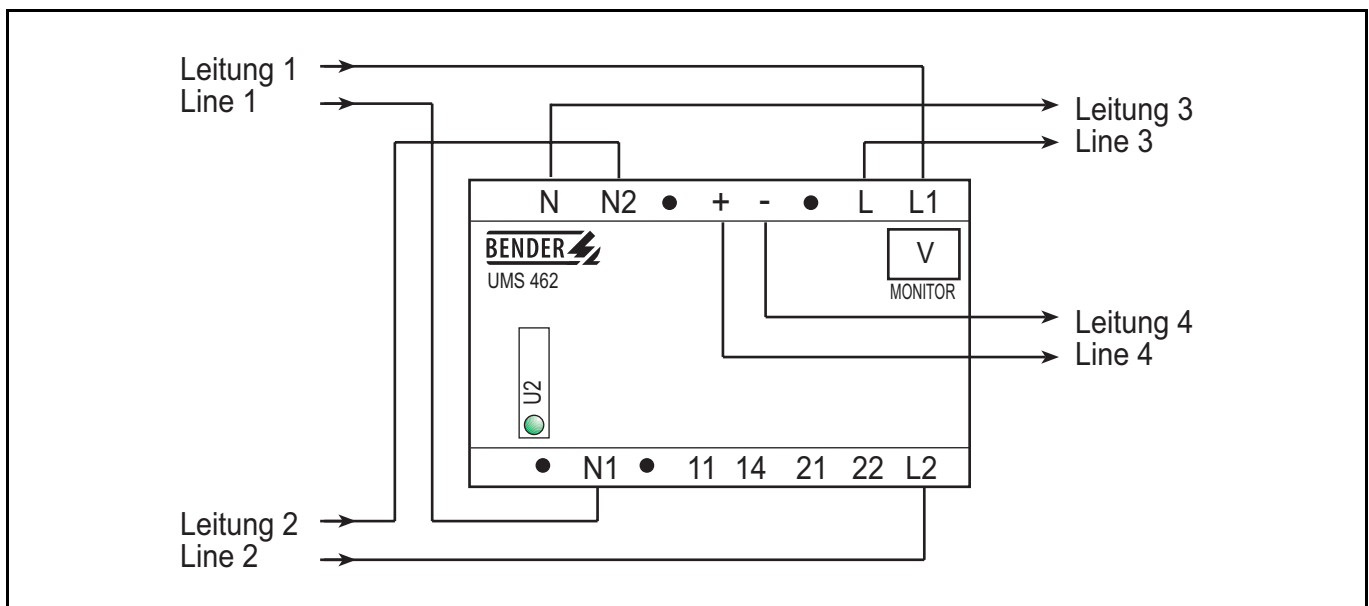 Leitung 1
Line 1
Leitung 3
Line 3
N N2 ● + - ● L L1
BENDER
UMS 462
V
MONITOR
Leitung 4
Line 4
U2
● N1 ● 11 14 21 22 L2
Leitung 2
Line 2